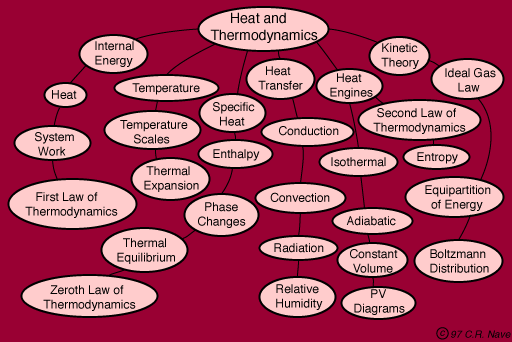 Heat and
Thermodynamics
Internal
Energy
Kinetic
Theory
Heat
Temperature
Specific
Heat
Heat
Transfer
Heat
Engines
Ideal Gas
Law
System
Work
Temperature
Scales
Enthalpy
Conduction
Second Law of
Thermodynamics
Isothermal
Entropy
First Law of
Thermodynamics
Thermal
Expansion
Phase
Changes
Convection
Adiabatic
Equipartition
of Energy
Thermal
Equilibrium
Radiation
Constant
Volume
Boltzmann
Distribution
Zeroth Law of
Thermodynamics
Relative
Humidity
PV
Diagrams
© 97 C.R. Nave